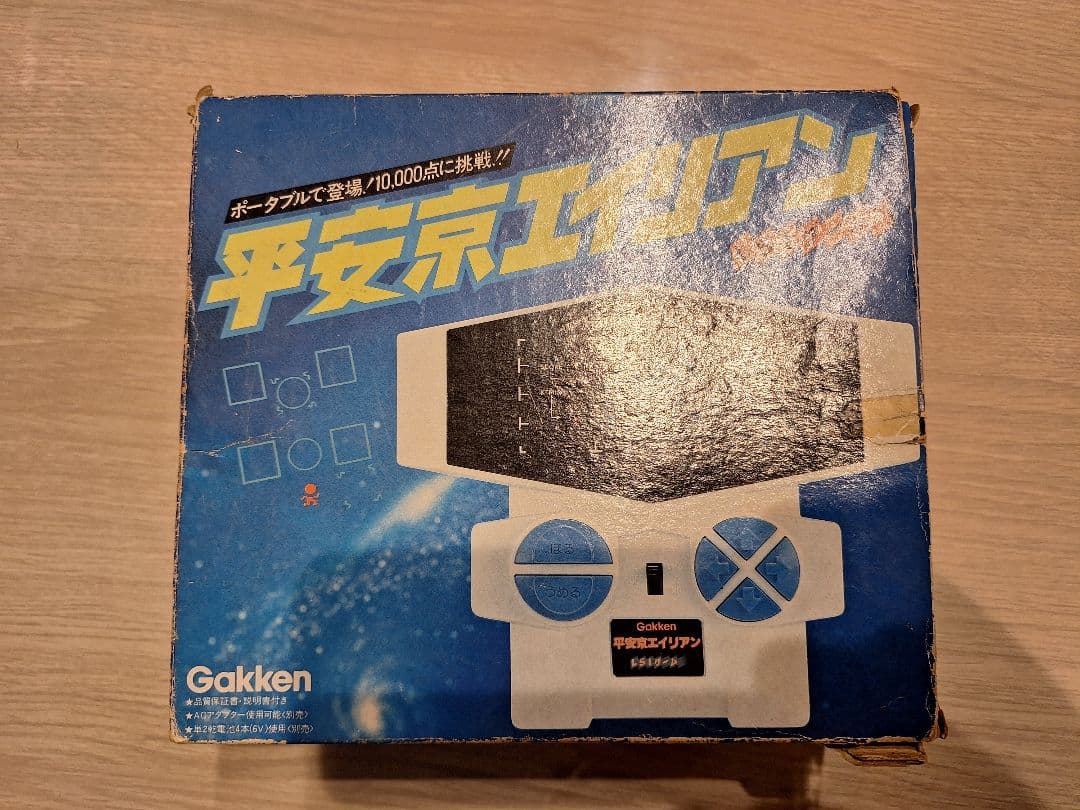 ポータブルで登場!10,000点に挑戦!!
平安京エイリアン
ほる
つめる
Gakken
平安京エイリアン
LSIゲーム
Gakken
★品質保証書・説明書付き
★ACアダプター使用可能〈別売〉
★単2乾電池4本(6V)使用〈別売〉